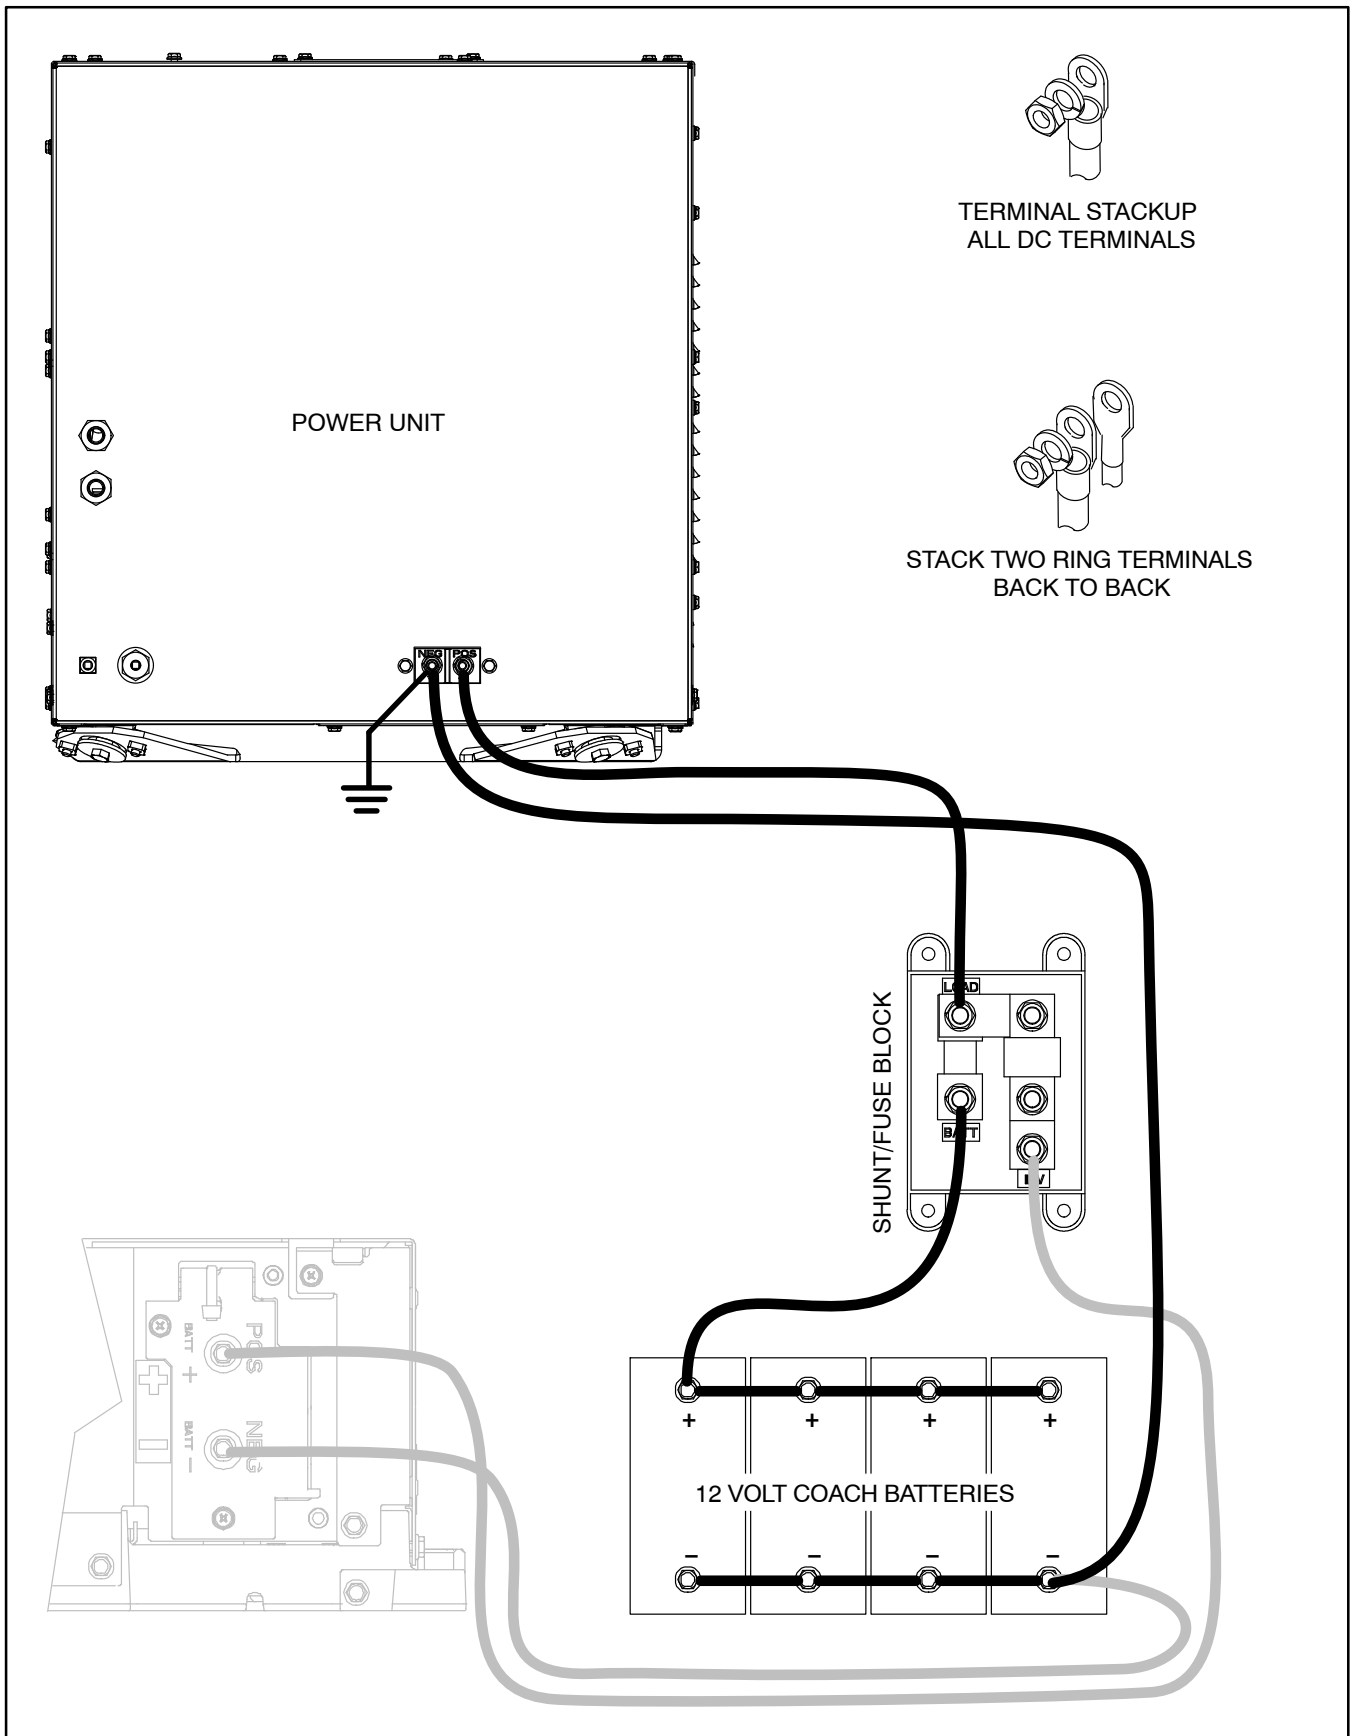 TERMINAL STACKUP
ALL DC TERMINALS
POWER UNIT
STACK TWO RING TERMINALS
BACK TO BACK
NEG POS
LOAD
SHUNT/FUSE BLOCK
BATT
POS
BATT
+
NEG
BATT
−
+ + + +
12 VOLT COACH BATTERIES
− − − −